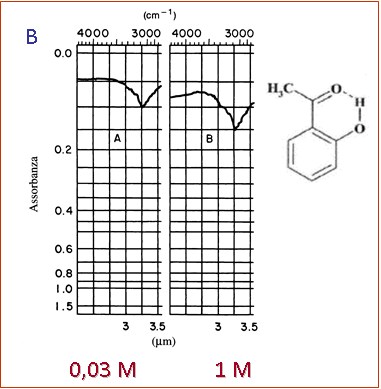 B
(cm⁻¹)
4000 3000 4000 3000
0.0
0.2
0.4
0.6
0.8
1.0
1.5
Assorbanza
A
B
3 3.5 3 3.5
(μm)
0,03 M 1 M
H₃C
O
H
O